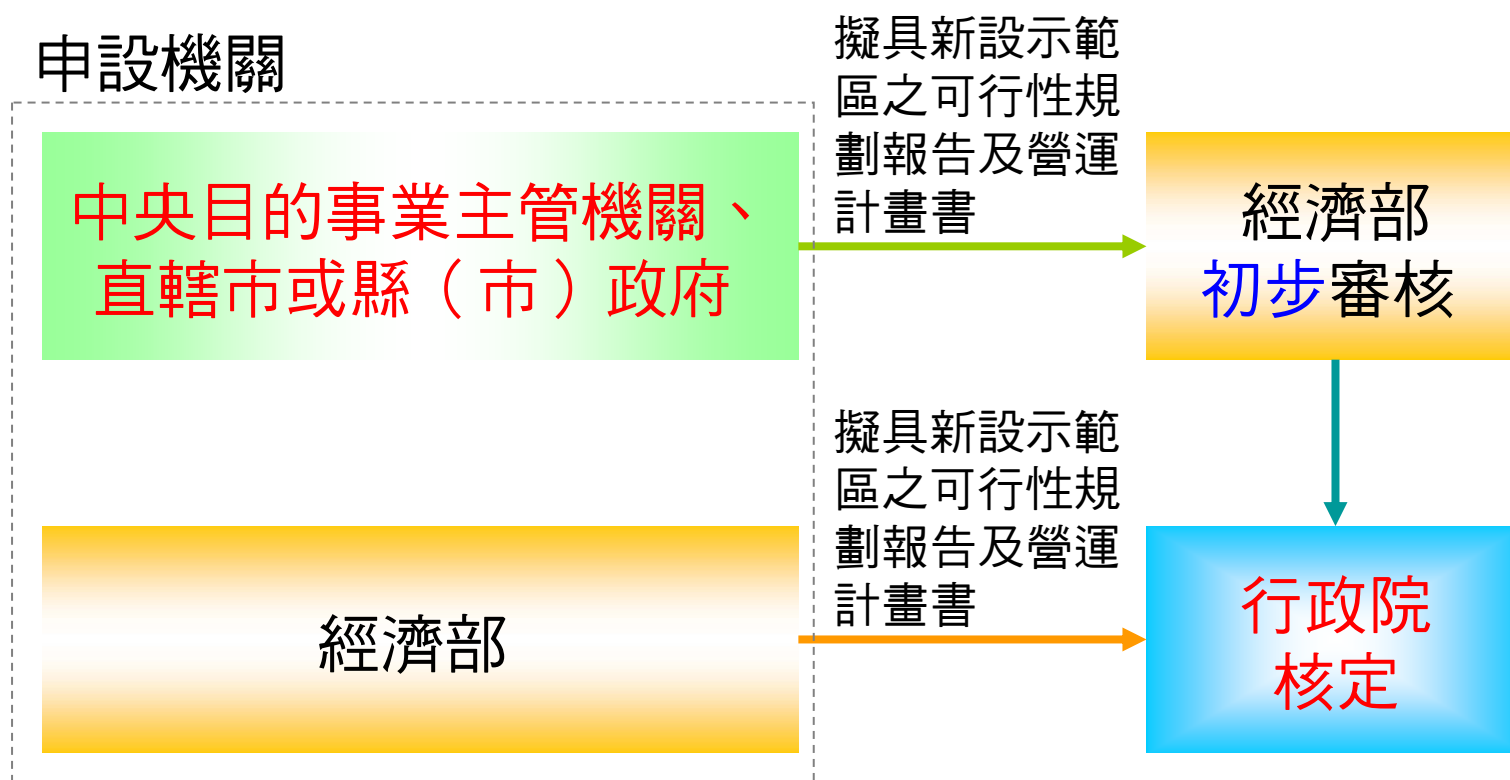 申設機關
中央目的事業主管機關、
直轄市或縣（市）政府
擬具新設示範
區之可行性規
劃報告及營運
計畫書
經濟部
初步審核
經濟部
擬具新設示範
區之可行性規
劃報告及營運
計畫書
行政院
核定